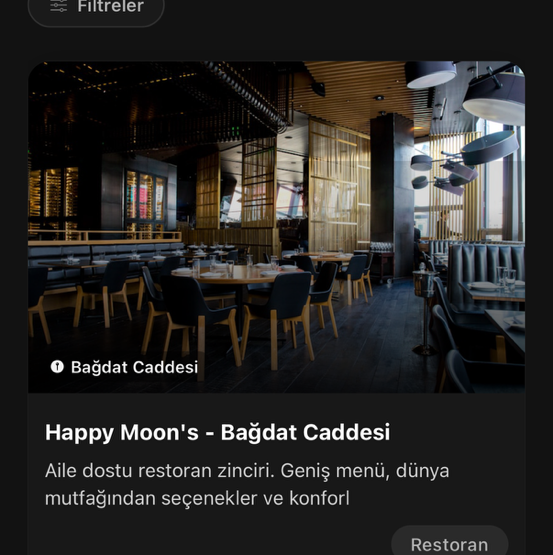 Filtreler
Bağdat Caddesi
Happy Moon's - Bağdat Caddesi
Aile dostu restoran zinciri. Geniş menü, dünya
mutfağından seçenekler ve konforl
Restoran